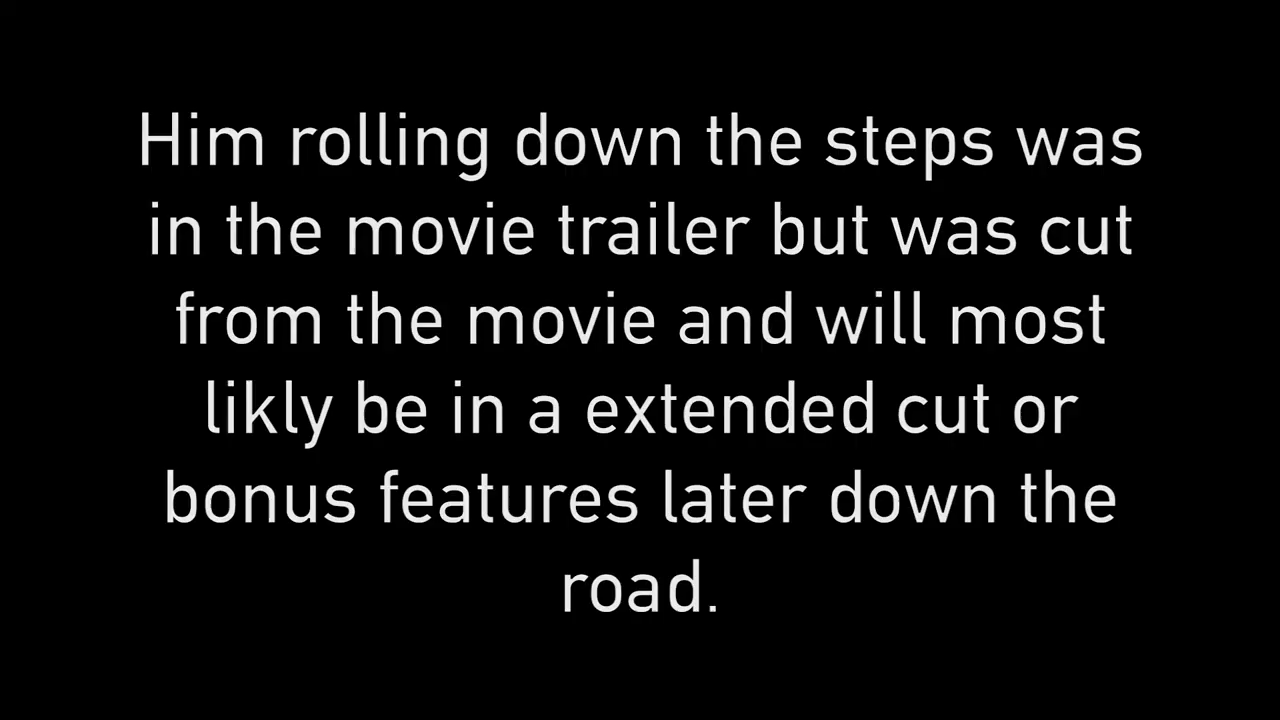 Him rolling down the steps was
in the movie trailer but was cut
from the movie and will most
likly be in a extended cut or
bonus features later down the
road.